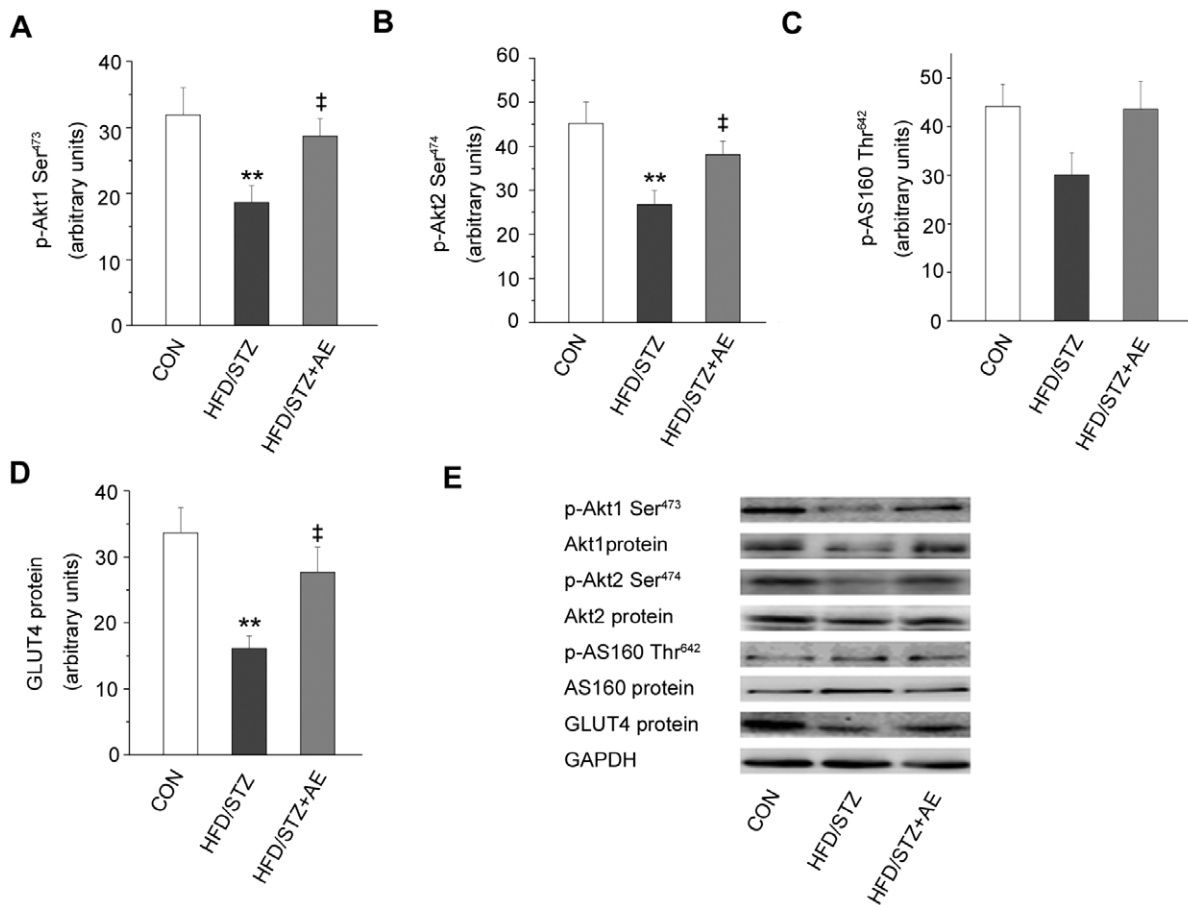 A
p-Akt1 Ser⁴⁷³
(arbitrary units)
40
30
20
10
0
**
‡
CON
HFD/STZ
HFD/STZ+AE
B
p-Akt2 Ser⁴⁷⁴
(arbitrary units)
60
50
40
30
20
10
0
**
‡
CON
HFD/STZ
HFD/STZ+AE
C
p-AS160 Thr⁶⁴²
(arbitrary units)
50
40
30
20
10
0
CON
HFD/STZ
HFD/STZ+AE
D
GLUT4 protein
(arbitrary units)
40
30
20
10
0
**
‡
CON
HFD/STZ
HFD/STZ+AE
E
p-Akt1 Ser⁴⁷³
Akt1protein
p-Akt2 Ser⁴⁷⁴
Akt2 protein
p-AS160 Thr⁶⁴²
AS160 protein
GLUT4 protein
GAPDH
CON
HFD/STZ
HFD/STZ+AE